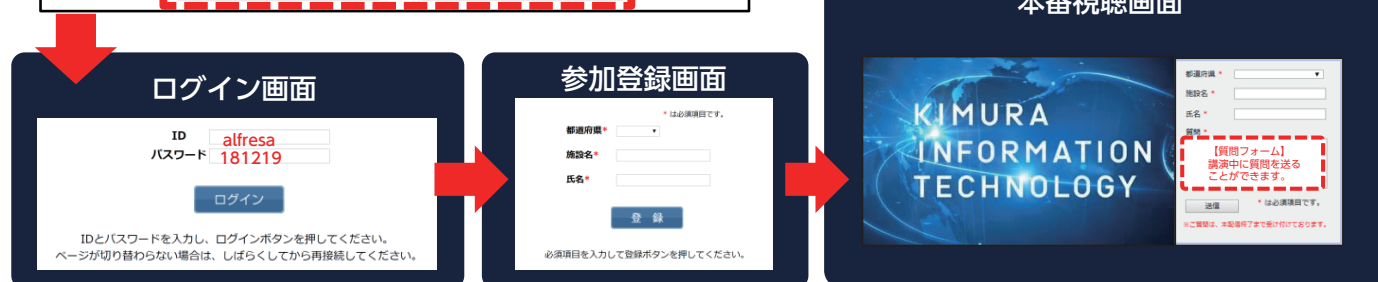 本番視聴画面
ログイン画面
ID alfresa
パスワード 181219
ログイン
IDとパスワードを入力し、ログインボタンを押してください。
ページが切り替わらない場合は、しばらくしてから再接続してください。
参加登録画面
* は必須項目です。
都道府県*
施設名*
氏名*
登 録
必須項目を入力して登録ボタンを押してください。
KIMURA
INFORMATION
TECHNOLOGY
都道府県 *
施設名 *
氏名 *
質問 *
【質問フォーム】
講演中に質問を送る
ことができます。
送信
* は必須項目です。
※ご質問は、本配信終了まで受け付けております。